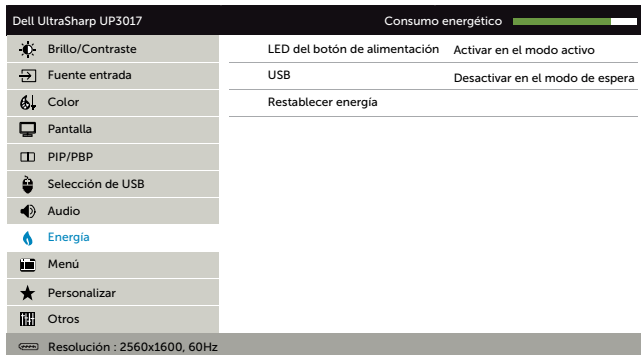 Dell UltraSharp UP3017 Consumo energético
Brillo/Contraste LED del botón de alimentación Activar en el modo activo
Fuente entrada USB Desactivar en el modo de espera
Color Restablecer energía
Pantalla
PIP/PBP
Selección de USB
Audio
Energía
Menú
Personalizar
Otros
Resolución : 2560x1600, 60Hz